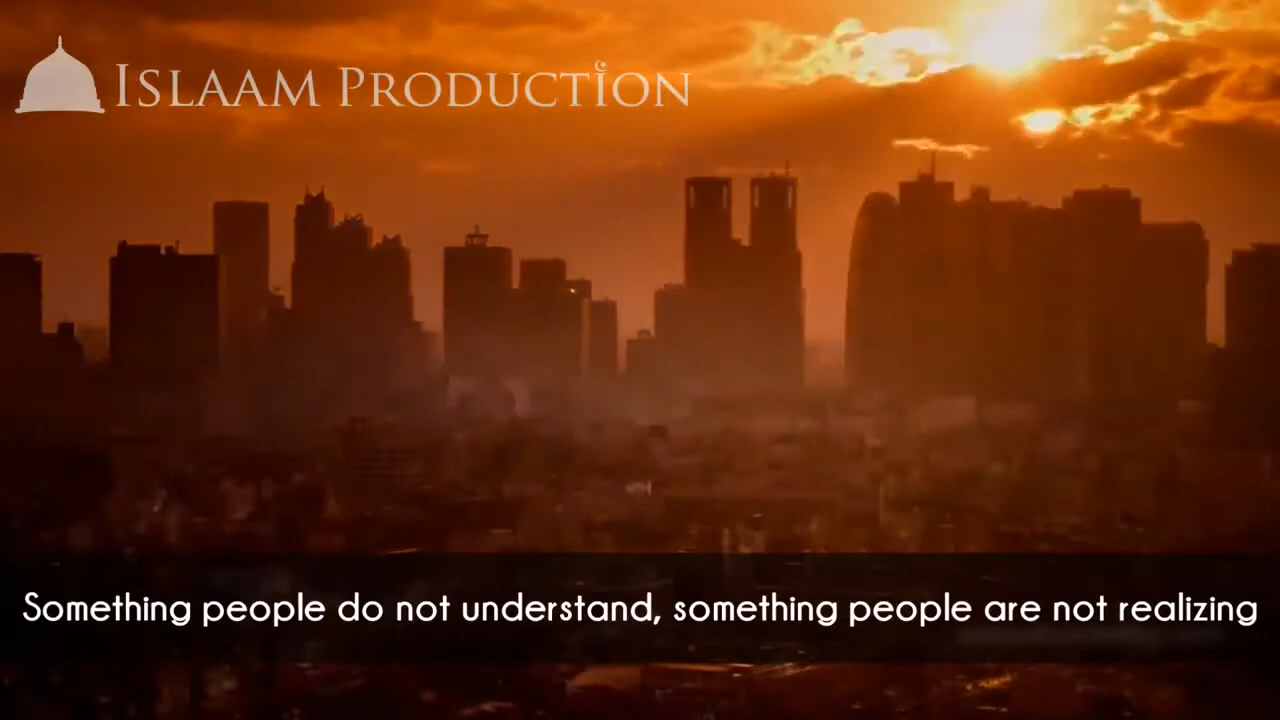 ISLAAM PRODUCTION
Something people do not understand, something people are not realizing